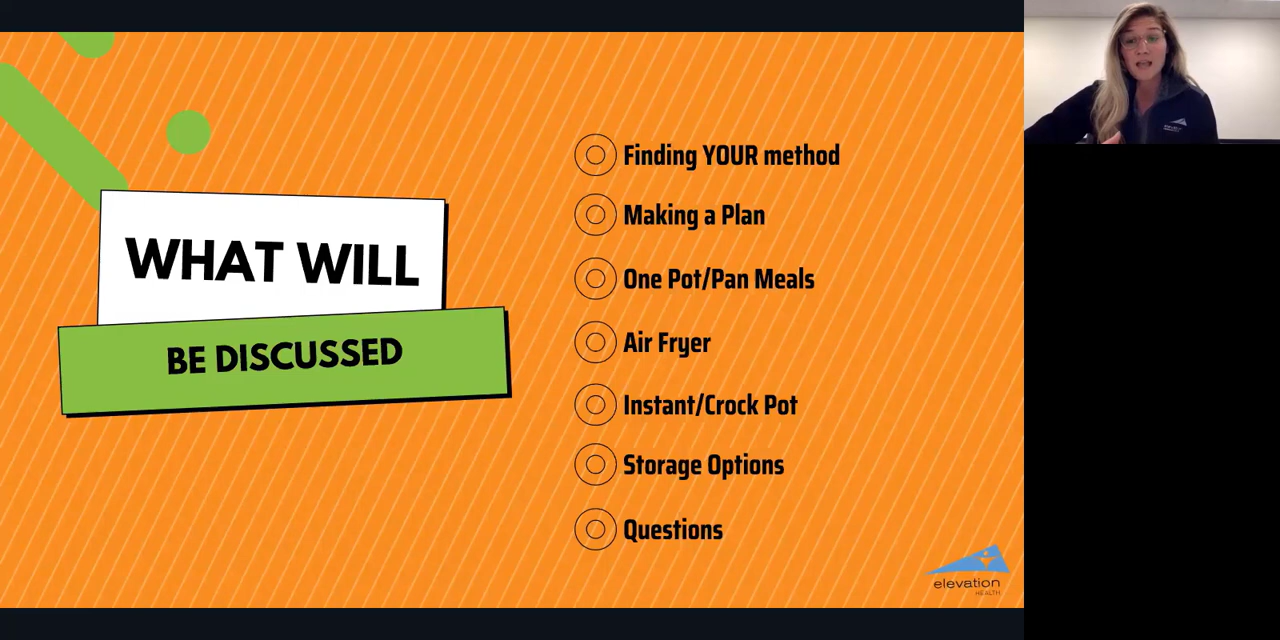 WHAT WILL
BE DISCUSSED
Finding YOUR method
Making a Plan
One Pot/Pan Meals
Air Fryer
Instant/Crock Pot
Storage Options
Questions
elevation
HEALTH